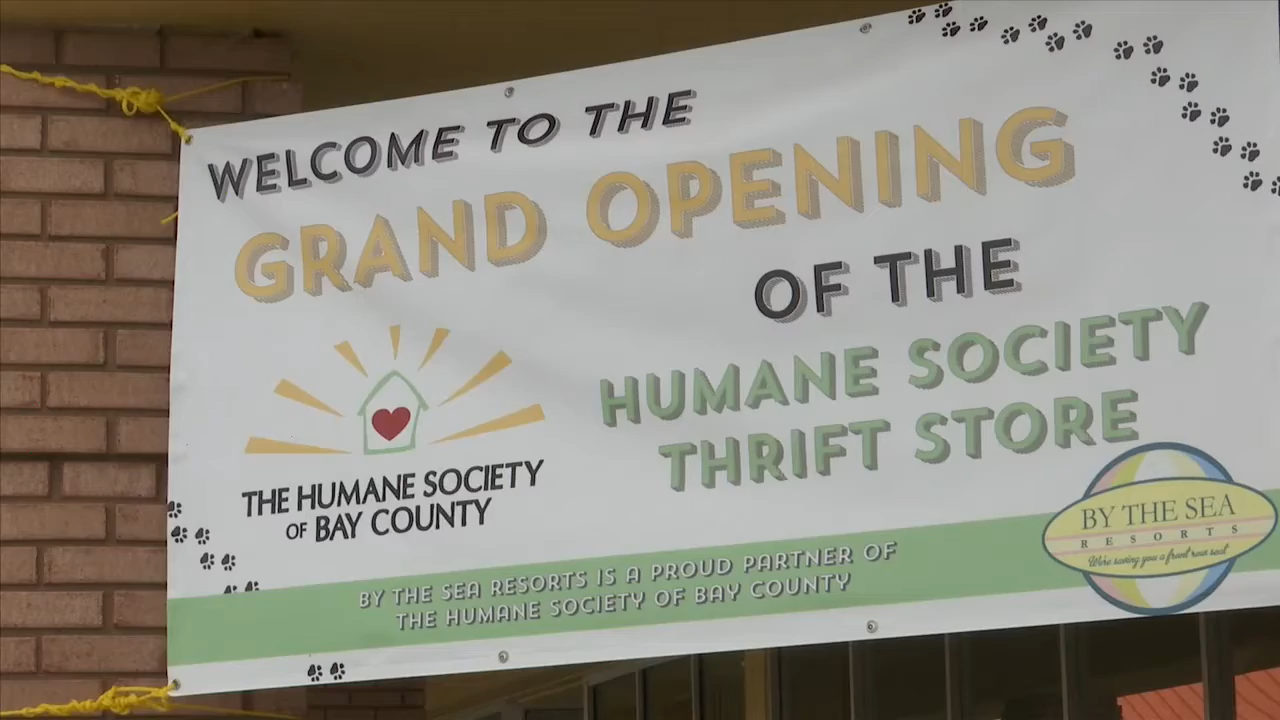 WELCOME TO THE
GRAND OPENING
OF THE
HUMANE SOCIETY
THRIFT STORE
THE HUMANE SOCIETY
OF BAY COUNTY
BY THE SEA
RESORTS
We're saving you a front row seat
BY THE SEA RESORTS IS A PROUD PARTNER OF
THE HUMANE SOCIETY OF BAY COUNTY